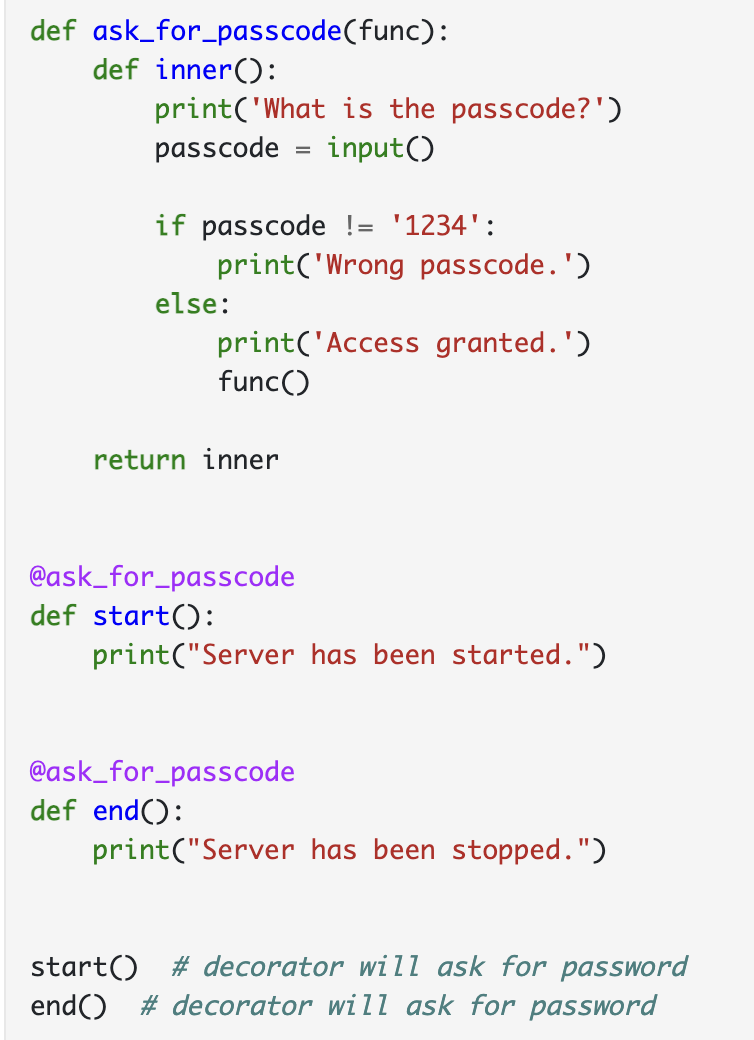 def ask_for_passcode(func):
    def inner():
        print('What is the passcode?')
        passcode = input()
        if passcode != '1234':
            print('Wrong passcode.')
        else:
            print('Access granted.')
            func()
    return inner
@ask_for_passcode
def start():
    print("Server has been started.")
@ask_for_passcode
def end():
    print("Server has been stopped.")
start()  # decorator will ask for password
end()  # decorator will ask for password